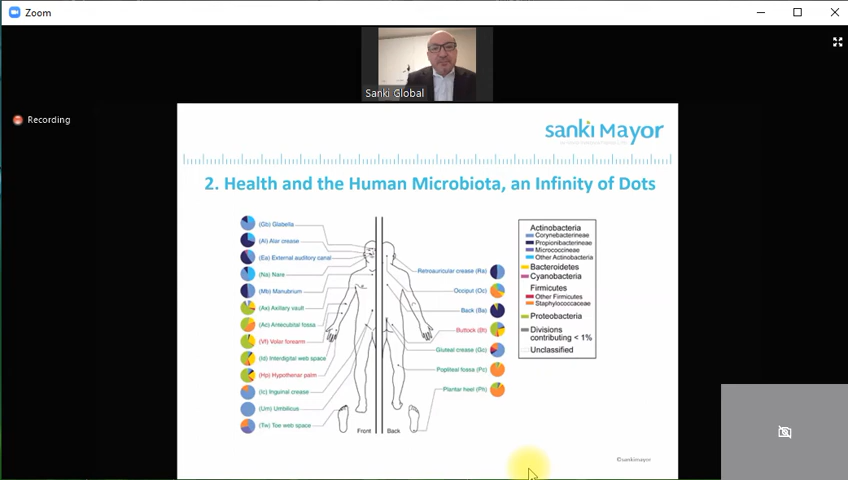 Zoom
Sanki Global
Recording
sanki Mayor
2. Health and the Human Microbiota, an Infinity of Dots
(Gb) Glabella
(Al) Alar crease
(Ea) External auditory canal
(Na) Nare
(Mb) Manubrium
(Ax) Axillary vault
(Ac) Antecubital fossa
(Vf) Volar forearm
(Id) Interdigital web space
(Hp) Hypothenar palm
(Ic) Inguinal crease
(Um) Umbilicus
(Tw) Toe web space
Retroauricular crease (Ra)
Occiput (Oc)
Back (Ba)
Buttock (Bt)
Gluteal crease (Gc)
Popliteal fossa (Pc)
Plantar heel (Ph)
Front
Back
Actinobacteria
Corynebacterineae
Propionibacterineae
Micrococcineae
Other Actinobacteria
Bacteroidetes
Cyanobacteria
Firmicutes
Other Firmicutes
Staphylococcaceae
Proteobacteria
Divisions
contributing < 1%
Unclassified
©sankimayor